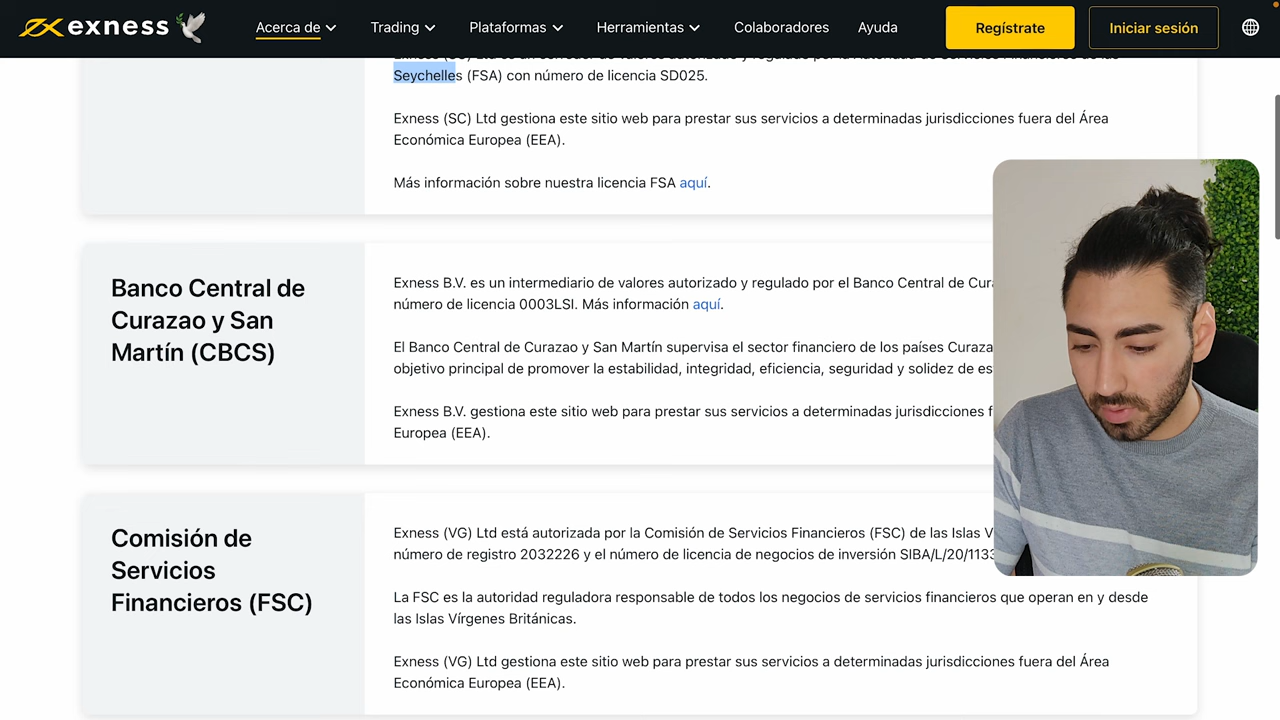 exness
Acerca de
Trading
Plataformas
Herramientas
Colaboradores
Ayuda
Regístrate
Iniciar sesión
Seychelles (FSA) con número de licencia SD025.
Exness (SC) Ltd gestiona este sitio web para prestar sus servicios a determinadas jurisdicciones fuera del Área
Económica Europea (EEA).
Más información sobre nuestra licencia FSA aquí.
Banco Central de
Curazao y San
Martín (CBCS)
Exness B.V. es un intermediario de valores autorizado y regulado por el Banco Central de
número de licencia 0003LSI. Más información aquí.
El Banco Central de Curazao y San Martín supervisa el sector financiero de los países Curaza
objetivo principal de promover la estabilidad, integridad, eficiencia, seguridad y solidez de es
Exness B.V. gestiona este sitio web para prestar sus servicios a determinadas jurisdicciones f
Europea (EEA).
Comisión de
Servicios
Financieros (FSC)
Exness (VG) Ltd está autorizada por la Comisión de Servicios Financieros (FSC) de las Islas V
número de registro 2032226 y el número de licencia de negocios de inversión SIBA/L/20/1133
La FSC es la autoridad reguladora responsable de todos los negocios de servicios financieros que operan en y desde
las Islas Vírgenes Británicas.
Exness (VG) Ltd gestiona este sitio web para prestar sus servicios a determinadas jurisdicciones fuera del Área
Económica Europea (EEA).